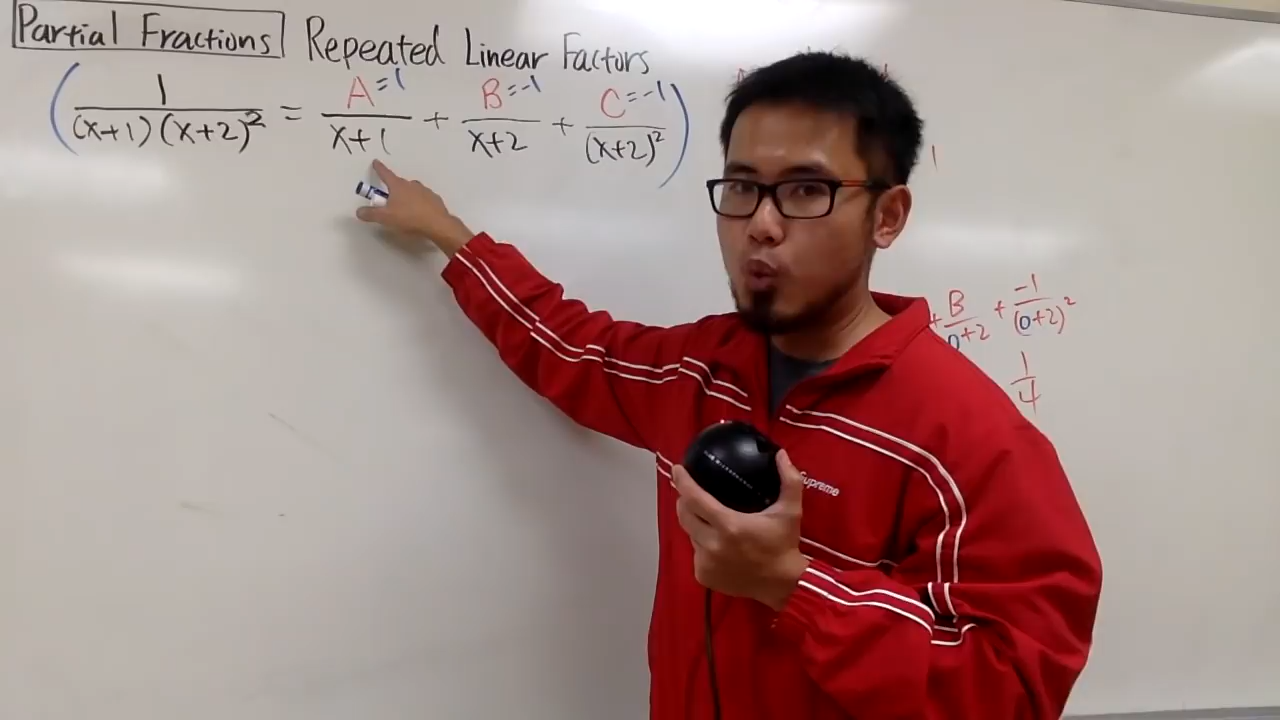 Partial Fractions Repeated Linear Factors
( 1/((x+1)(x+2)^2) = A=1/(x+1) + B=-1/(x+2) + C=-1/(x+2)^2 )
1
+ B/(0+2) + -1/(0+2)^2
1/4
Supreme